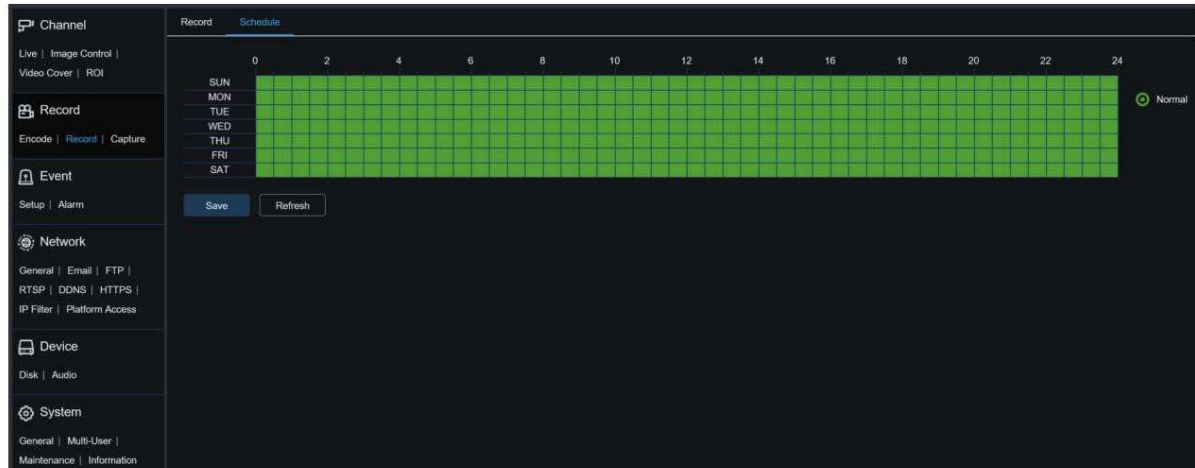 Channel
Live | Image Control |
Video Cover | ROI
Record
Encode | Record | Capture
Event
Setup | Alarm
Network
General | Email | FTP |
RTSP | DDNS | HTTPS |
IP Filter | Platform Access
Device
Disk | Audio
System
General | Multi-User |
Maintenance | Information
Record Schedule
0 2 4 6 8 10 12 14 16 18 20 22 24
SUN
MON
TUE
WED
THU
FRI
SAT
Normal
Save Refresh